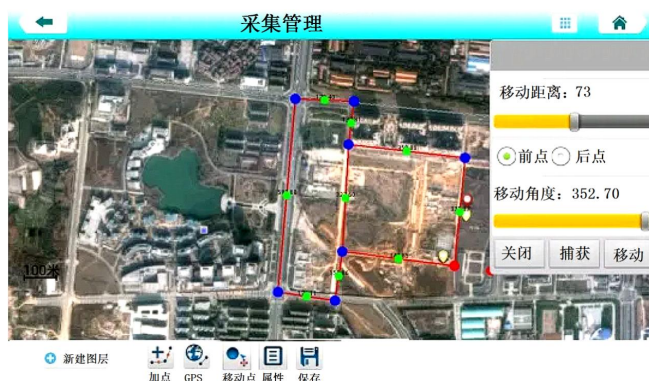 采集管理
移动距离：73
前点 后点
移动角度：352.70
关闭 捕获 移动
100米
新建图层
加点 GPS 移动点 属性 保存